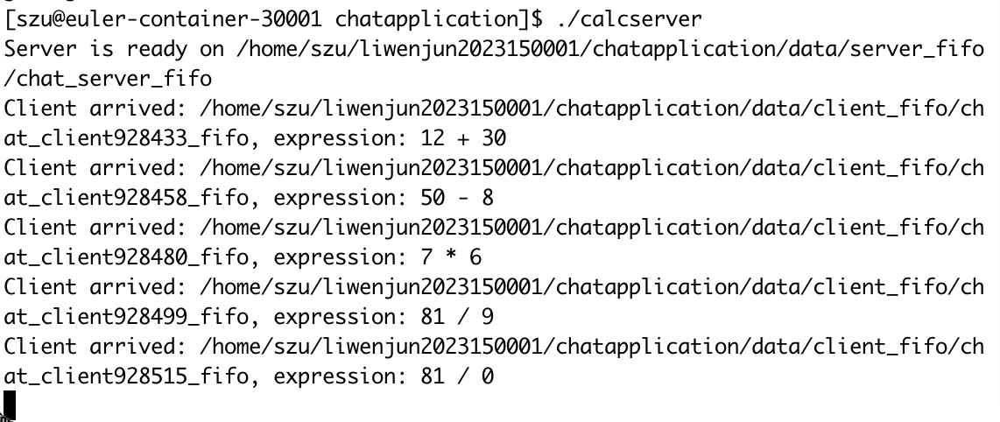 [szu@euler-container-30001 chatapplication]$ ./calcserver
Server is ready on /home/szu/liwenjun2023150001/chatapplication/data/server_fifo
/chat_server_fifo
Client arrived: /home/szu/liwenjun2023150001/chatapplication/data/client_fifo/ch
at_client928433_fifo, expression: 12 + 30
Client arrived: /home/szu/liwenjun2023150001/chatapplication/data/client_fifo/ch
at_client928458_fifo, expression: 50 - 8
Client arrived: /home/szu/liwenjun2023150001/chatapplication/data/client_fifo/ch
at_client928480_fifo, expression: 7 * 6
Client arrived: /home/szu/liwenjun2023150001/chatapplication/data/client_fifo/ch
at_client928499_fifo, expression: 81 / 9
Client arrived: /home/szu/liwenjun2023150001/chatapplication/data/client_fifo/ch
at_client928515_fifo, expression: 81 / 0